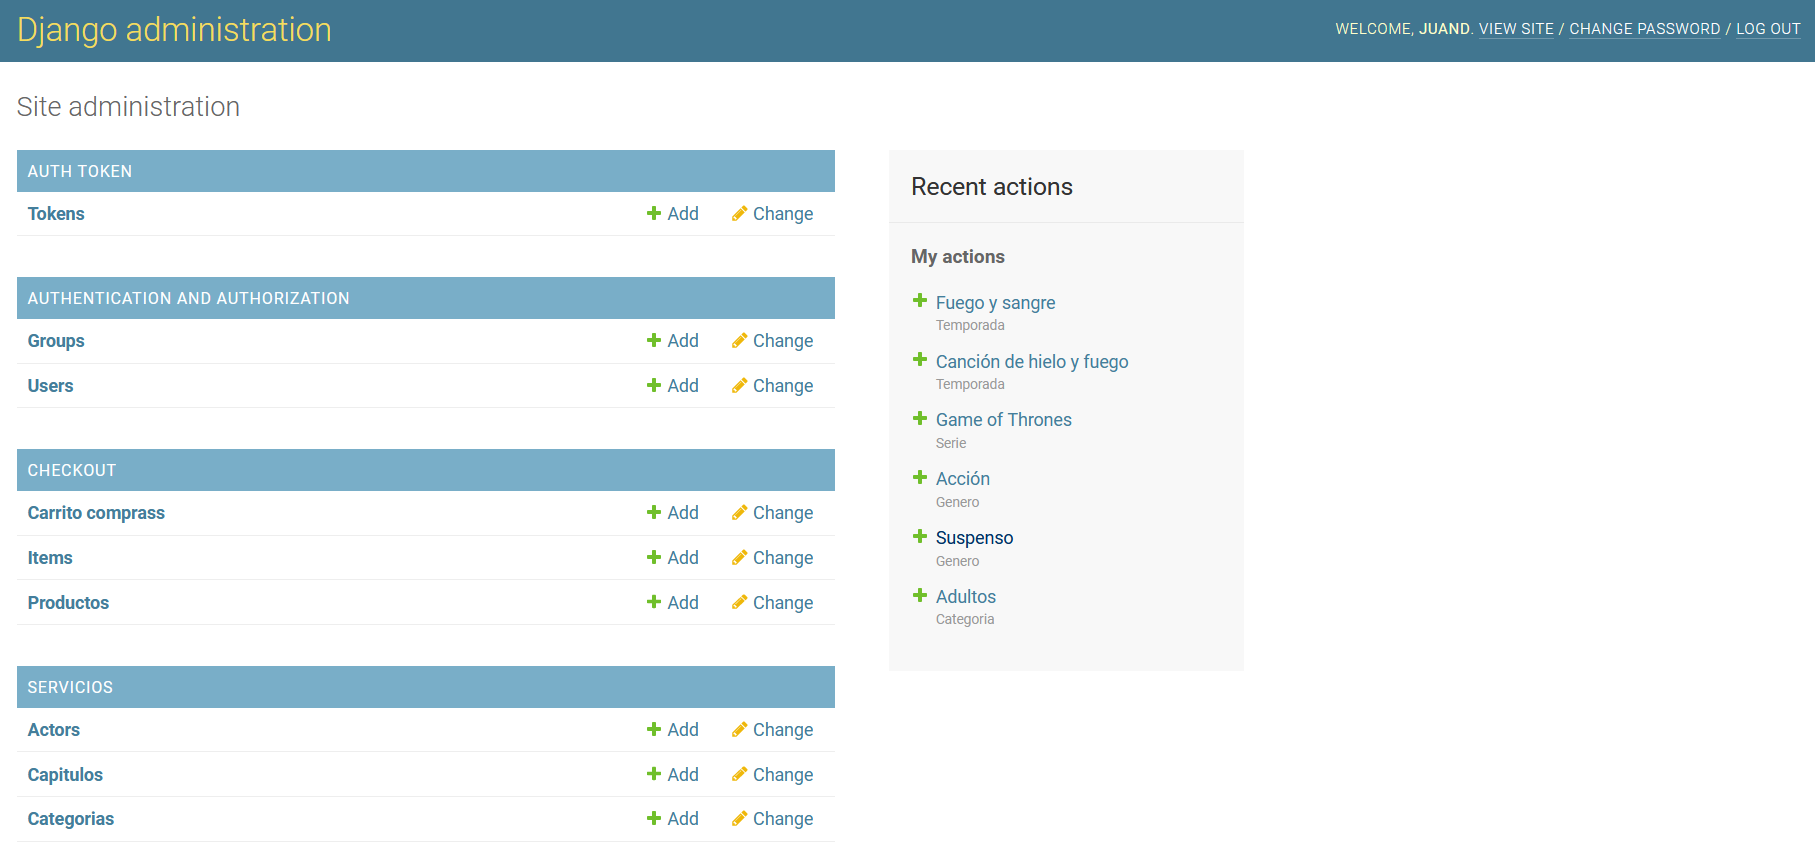 Django administration
WELCOME, JUAND. VIEW SITE / CHANGE PASSWORD / LOG OUT
Site administration
AUTH TOKEN
Tokens Add Change
AUTHENTICATION AND AUTHORIZATION
Groups Add Change
Users Add Change
CHECKOUT
Carrito comprass Add Change
Items Add Change
Productos Add Change
SERVICIOS
Actors Add Change
Capitulos Add Change
Categorias Add Change
Recent actions
My actions
Fuego y sangre
Temporada
Canción de hielo y fuego
Temporada
Game of Thrones
Serie
Acción
Genero
Suspenso
Genero
Adultos
Categoria